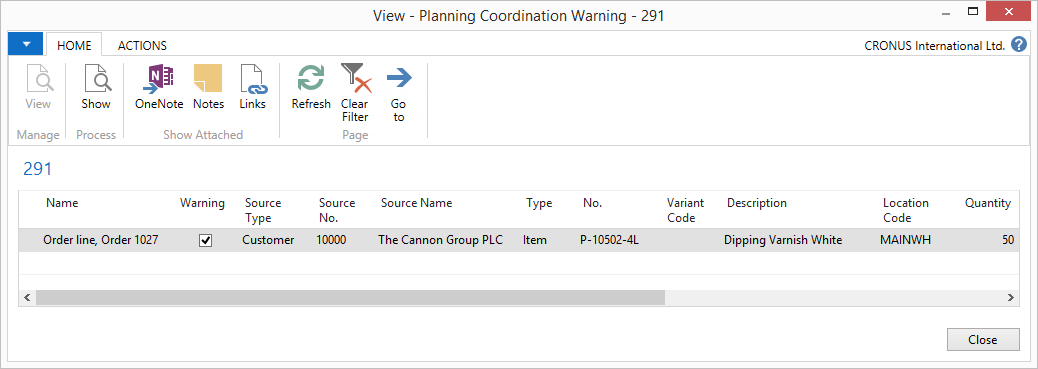 View - Planning Coordination Warning - 291
HOME ACTIONS CRONUS International Ltd. ?
View Show OneNote Notes Links Refresh Clear Filter Go to
Manage Process Show Attached Page
291
Name Warning Source Type Source No. Source Name Type No. Variant Code Description Location Code Quantity
Order line, Order 1027 Customer 10000 The Cannon Group PLC Item P-10502-4L Dipping Varnish White MAINWH 50
Close